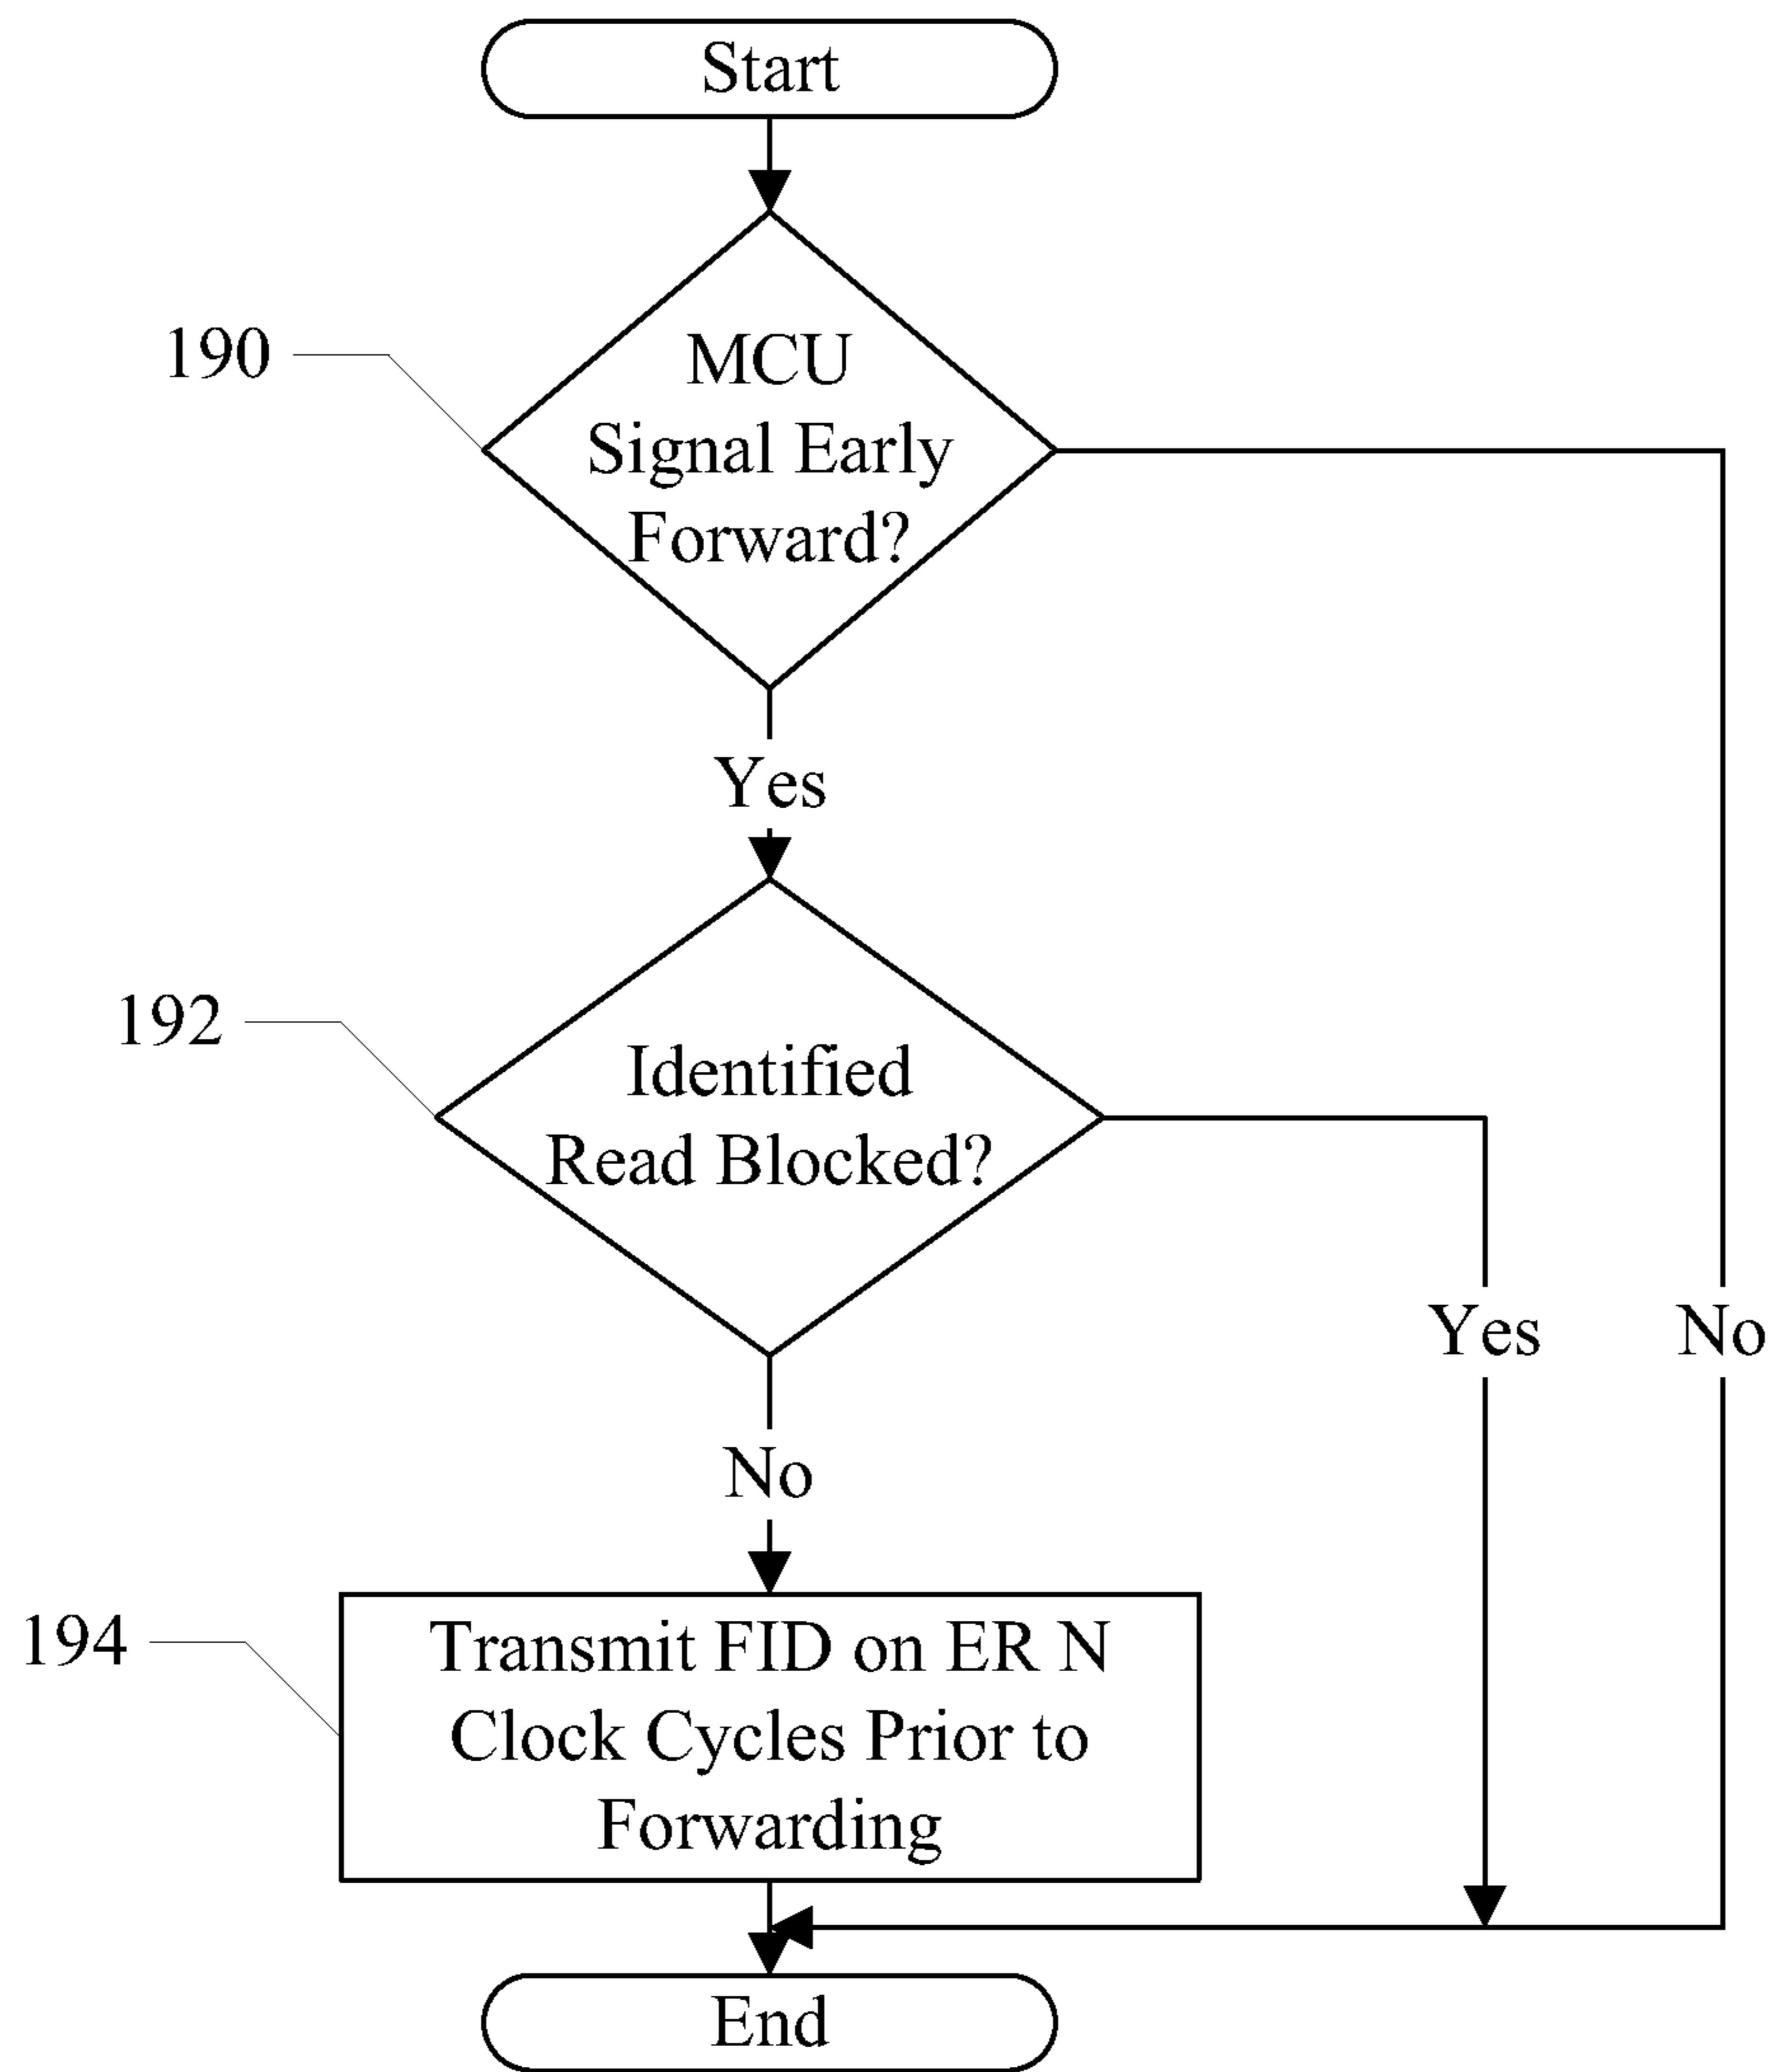 Start
190
MCU
Signal Early
Forward?
Yes
192
Identified
Read Blocked?
Yes
No
No
194
Transmit FID on ER N
Clock Cycles Prior to
Forwarding
End